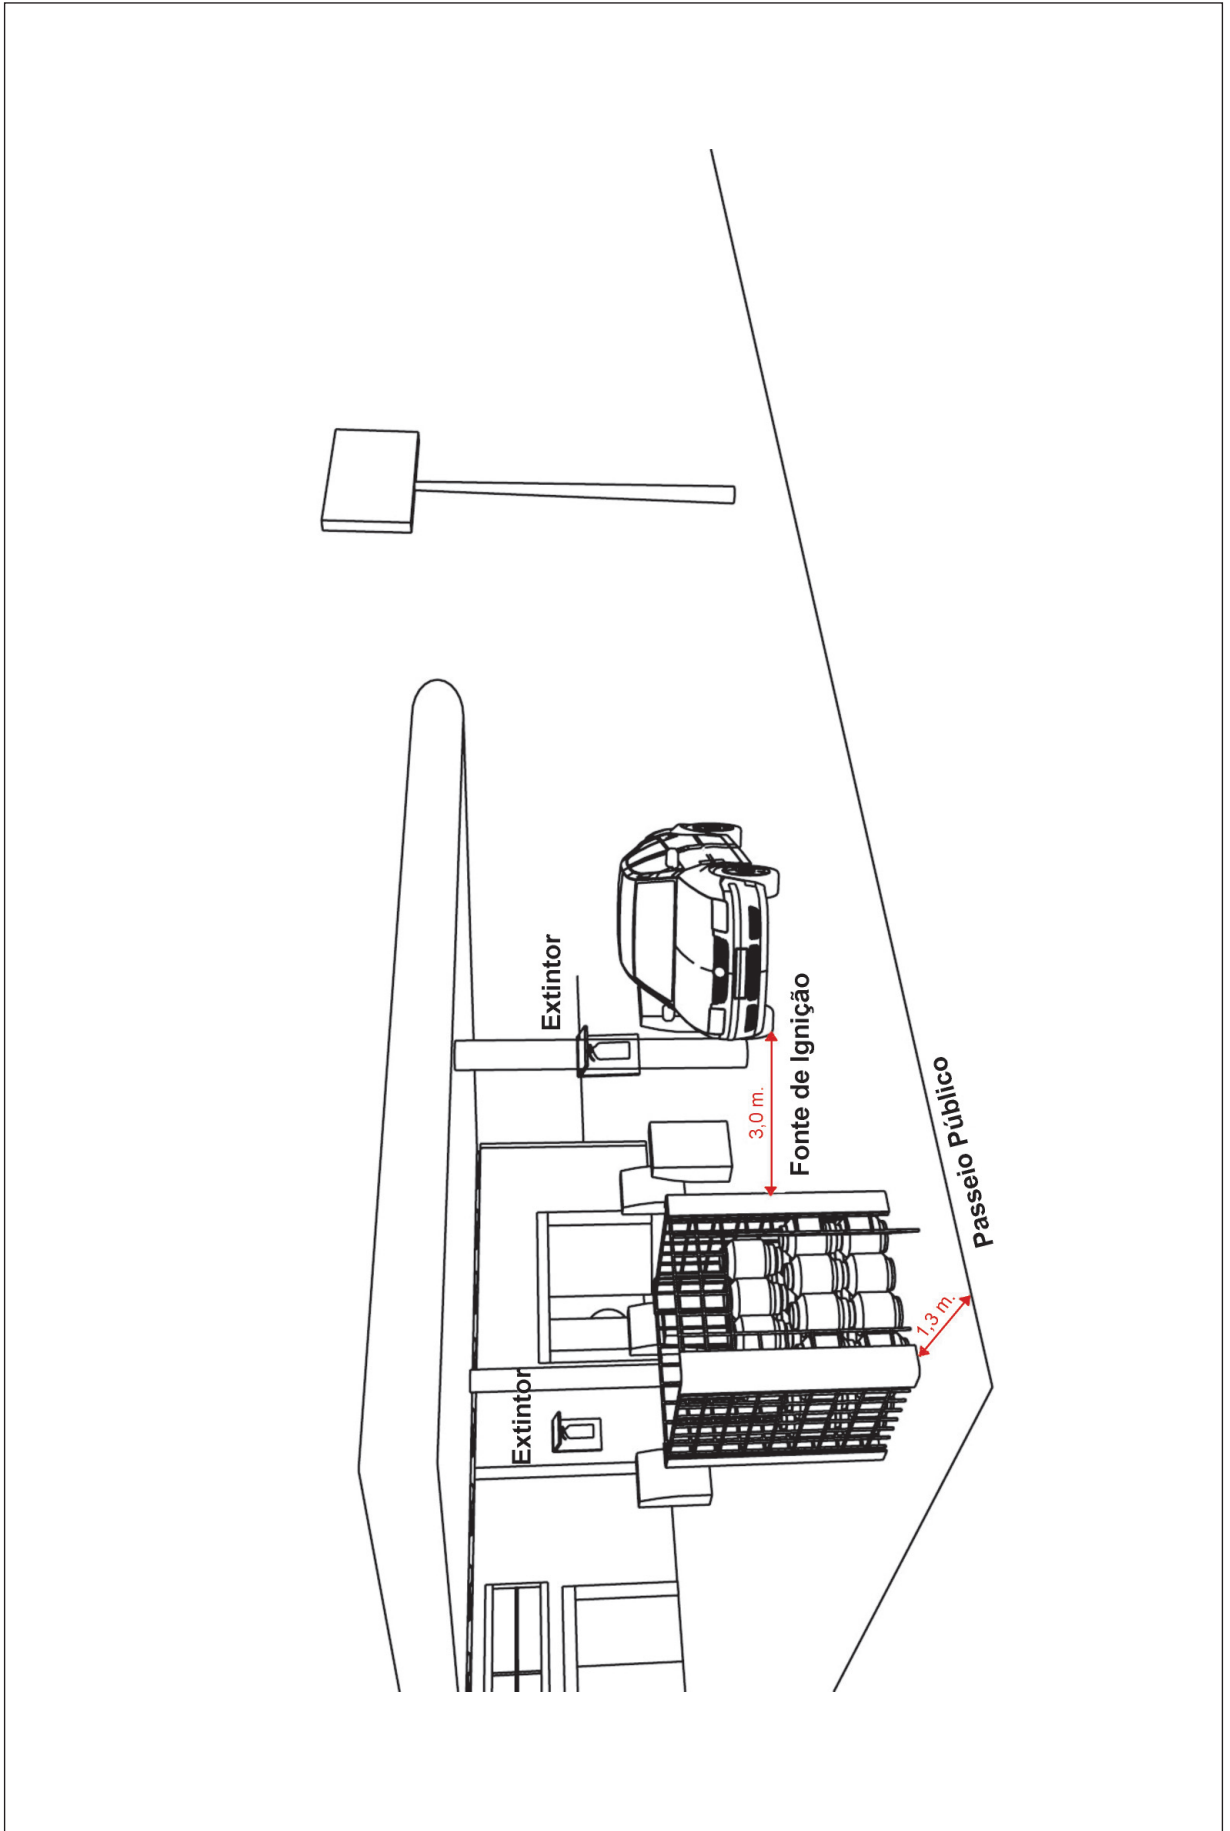 Extintor
Extintor
3,0 m.
Fonte de Ignição
1,3 m.
Passeio Público